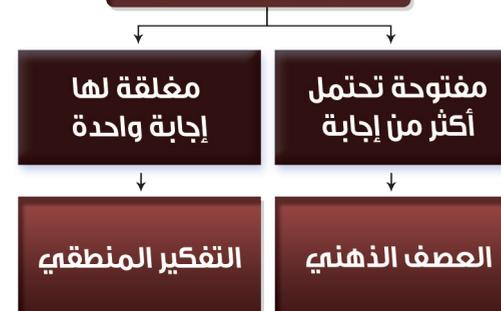 مفتوحة تحتمل
أكثر من إجابة
مغلقة لها
إجابة واحدة
العصف الذهني
التفكير المنطقي